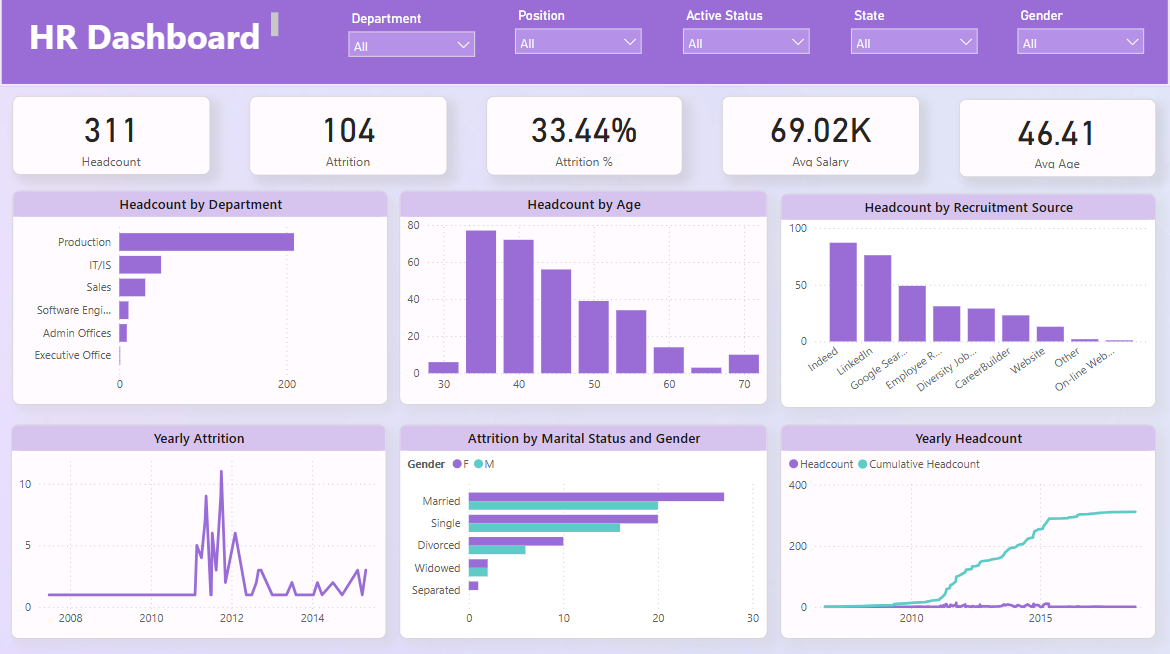 HR Dashboard
Department
All
Position
All
Active Status
All
State
All
Gender
All
311
Headcount
104
Attrition
33.44%
Attrition %
69.02K
Avg Salary
46.41
Avg Age
Headcount by Department
Production
IT/IS
Sales
Software Engi...
Admin Offices
Executive Office
0 200
Headcount by Age
80
60
40
20
0
30 40 50 60 70
Headcount by Recruitment Source
100
50
0
Indeed
LinkedIn
Google Sear...
Employee R...
Diversity Job...
CareerBuilder
Website
Other
On-line Web...
Yearly Attrition
10
5
0
2008 2010 2012 2014
Attrition by Marital Status and Gender
Gender F M
Married
Single
Divorced
Widowed
Separated
0 10 20 30
Yearly Headcount
Headcount Cumulative Headcount
400
200
0
2010 2015